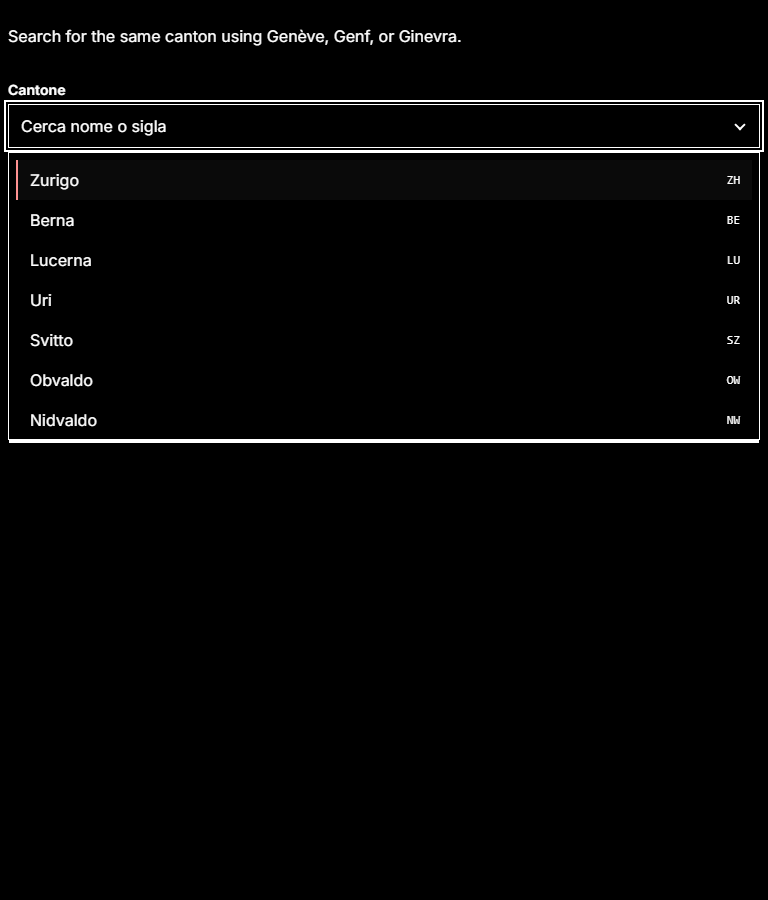 Search for the same canton using Genève, Genf, or Ginevra.
Cantone
Cerca nome o sigla
Zurigo ZH
Berna BE
Lucerna LU
Uri UR
Svitto SZ
Obvaldo OW
Nidvaldo NW